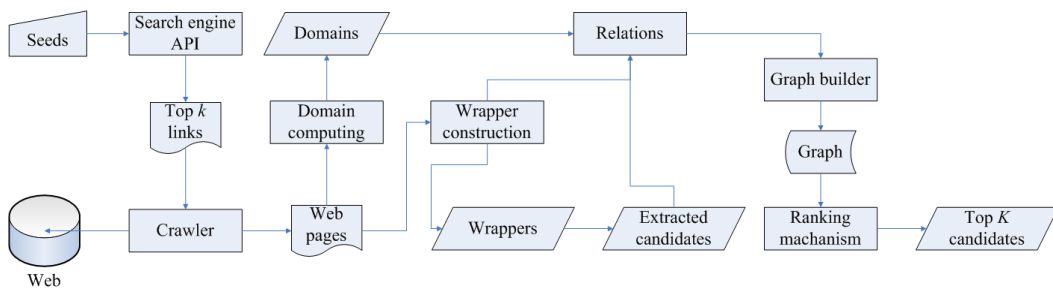 Seeds
Search engine
API
Domains
Relations
Graph builder
Top k
links
Domain
computing
Wrapper
construction
Graph
Web
Crawler
Web
pages
Wrappers
Extracted
candidates
Ranking
machanism
Top K
candidates